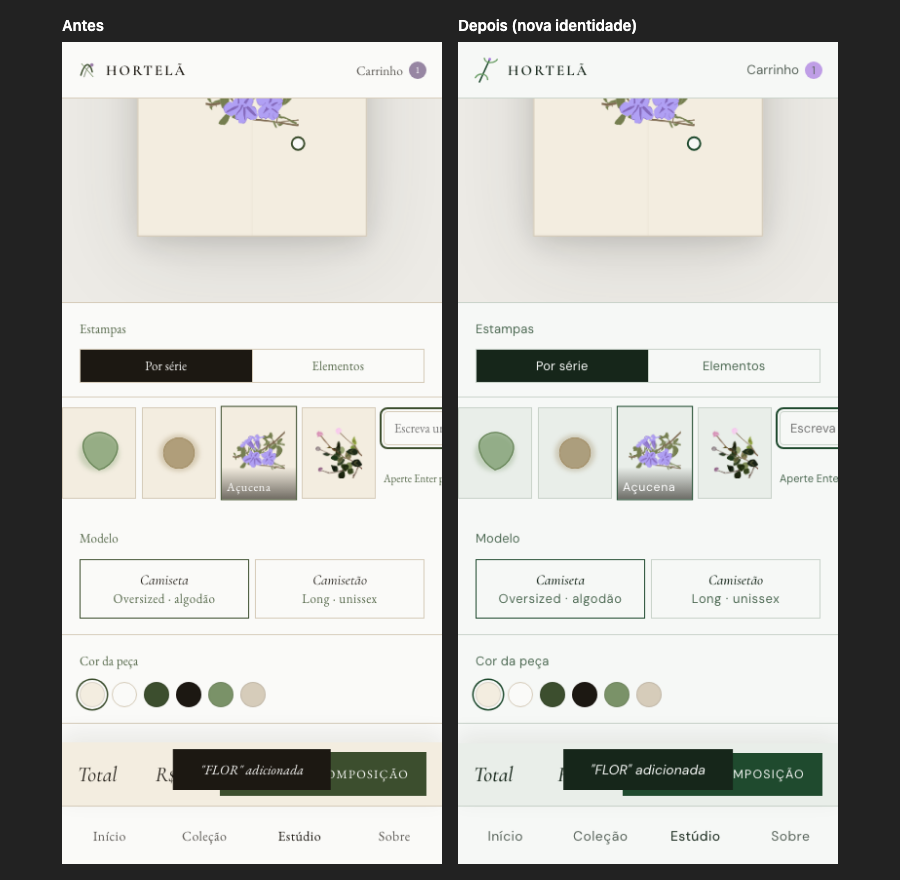 Antes
HORTELÃ
Carrinho 1
Estampas
Por série Elementos
Escreva
Açucena
Aperte Enter
Modelo
Camiseta Camisetão
Oversized · algodão Long · unissex
Cor da peça
Total R$ "FLOR" adicionada OMPOSIÇÃO
Início Coleção Estúdio Sobre
Depois (nova identidade)
HORTELÃ
Carrinho 1
Estampas
Por série Elementos
Escreva
Açucena
Aperte Ente
Modelo
Camiseta Camisetão
Oversized · algodão Long · unissex
Cor da peça
Total "FLOR" adicionada MPOSIÇÃO
Início Coleção Estúdio Sobre